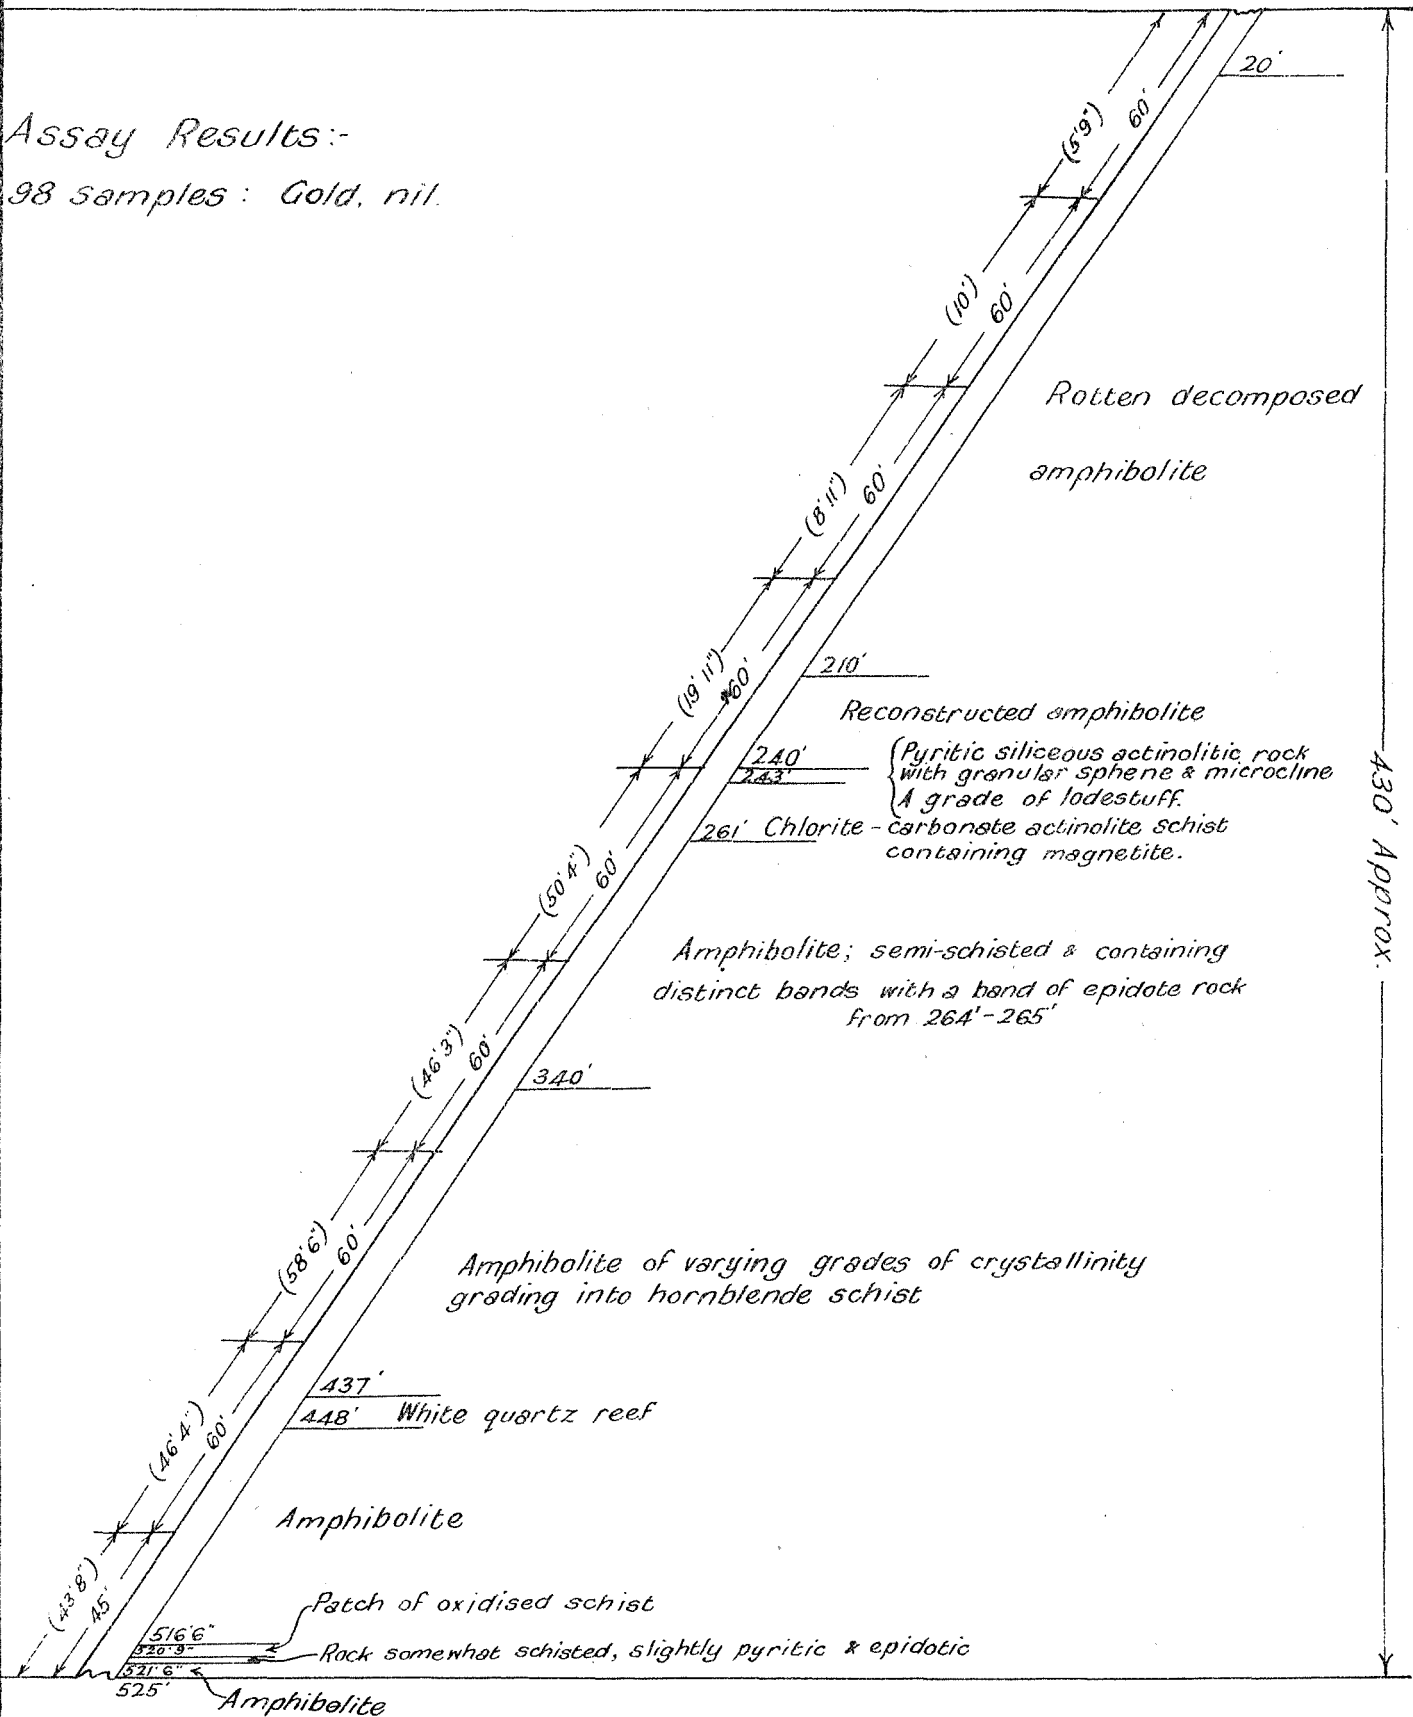 Assay Results:-
98 samples: Gold, nil.
20'
(5'9")
60'
(10')
60'
Rotten decomposed
amphibolite
(8'11")
60'
(19'11")
60'
210'
Reconstructed amphibolite
240'
243'
Pyritic siliceous actinolitic rock
with granular sphene & microcline
A grade of lodestuff.
261' Chlorite-carbonate actinolite schist
containing magnetite.
430' Approx.
(50'4")
60'
Amphibolite; semi-schisted & containing
distinct bands with a band of epidote rock
from 264'-265'
(46'3")
60'
340'
(58'6")
60'
Amphibolite of varying grades of crystallinity
grading into hornblende schist
437'
448' White quartz reef
(46'4")
60'
Amphibolite
(43'8")
45'
Patch of oxidised schist
516'6"
520'9"
Rock somewhat schisted, slightly pyritic & epidotic
521'6"
525'
Amphibolite